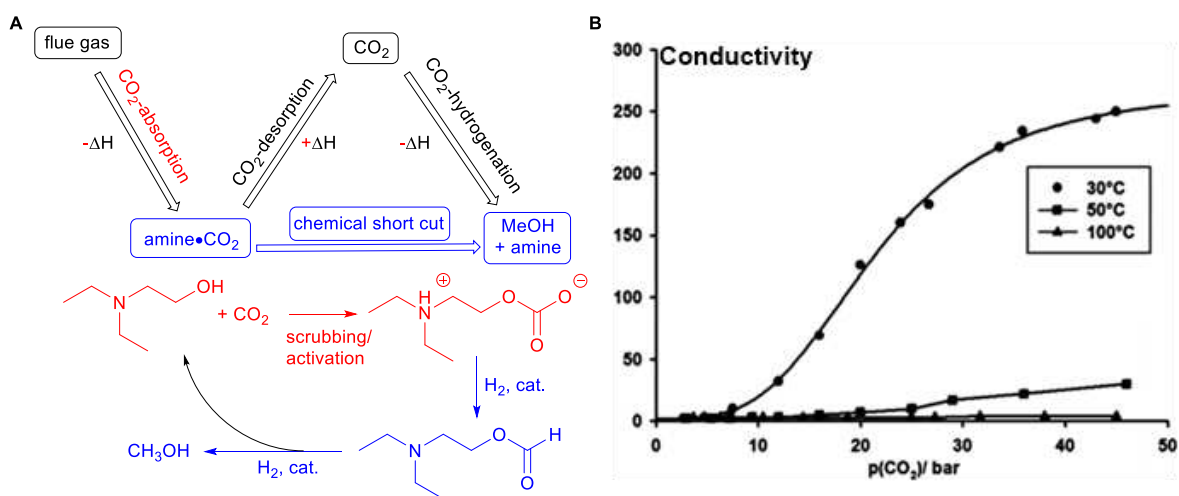 A
flue gas
CO2
CO2-absorption
CO2-desorption
CO2-hydrogenation
-ΔH
+ΔH
-ΔH
amine•CO2
chemical short cut
MeOH
+ amine
N
OH
+ CO2
scrubbing/
activation
H
N
⊕
O
O
⊖
O
H2, cat.
CH3OH
H2, cat.
N
O
H
O
B
Conductivity
300
250
200
150
100
50
0
0
10
20
30
40
50
p(CO2)/ bar
30°C
50°C
100°C